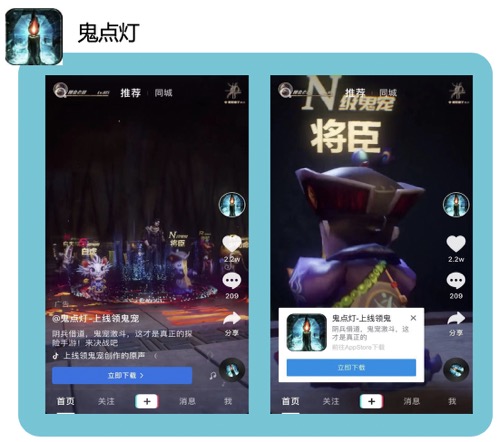 鬼点灯
推荐
同城
N
将臣
广告
@鬼点灯-上线领鬼宠
阴兵借道，鬼宠激斗，这才是真正的探
险手游！来决战吧
上线领鬼宠创作的原声
立即下载 >
2.2w
209
分享
首页
关注
消息
我
推荐
同城
N
级鬼宠
将臣
2.2w
209
分享
鬼点灯-上线领鬼
阴兵借道，鬼宠激斗，这
才是真正的
前往AppStore下载
立即下载
首页
关注
消息
我